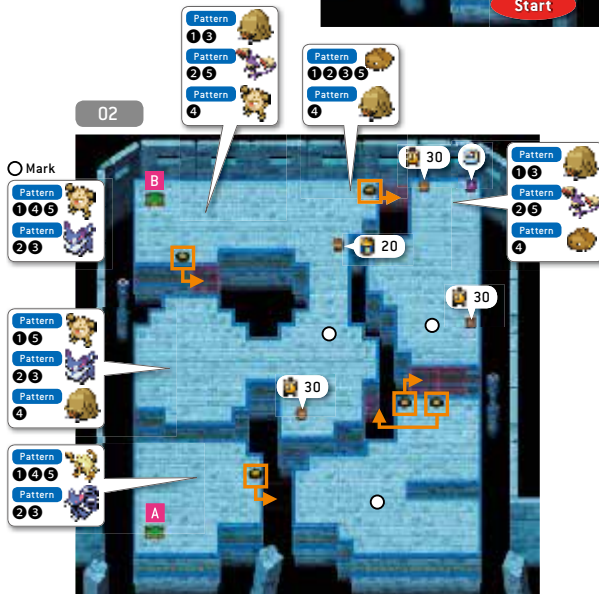 Start
Pattern
❶❸
Pattern
❷❺
Pattern
❹
Pattern
❶❷❸❺
Pattern
❹
02
○ Mark
Pattern
❶❹❺
Pattern
❷❸
B
30
Pattern
❶❸
Pattern
❷❺
Pattern
❹
20
30
Pattern
❶❺
Pattern
❷❸
Pattern
❹
30
Pattern
❶❹❺
Pattern
❷❸
A